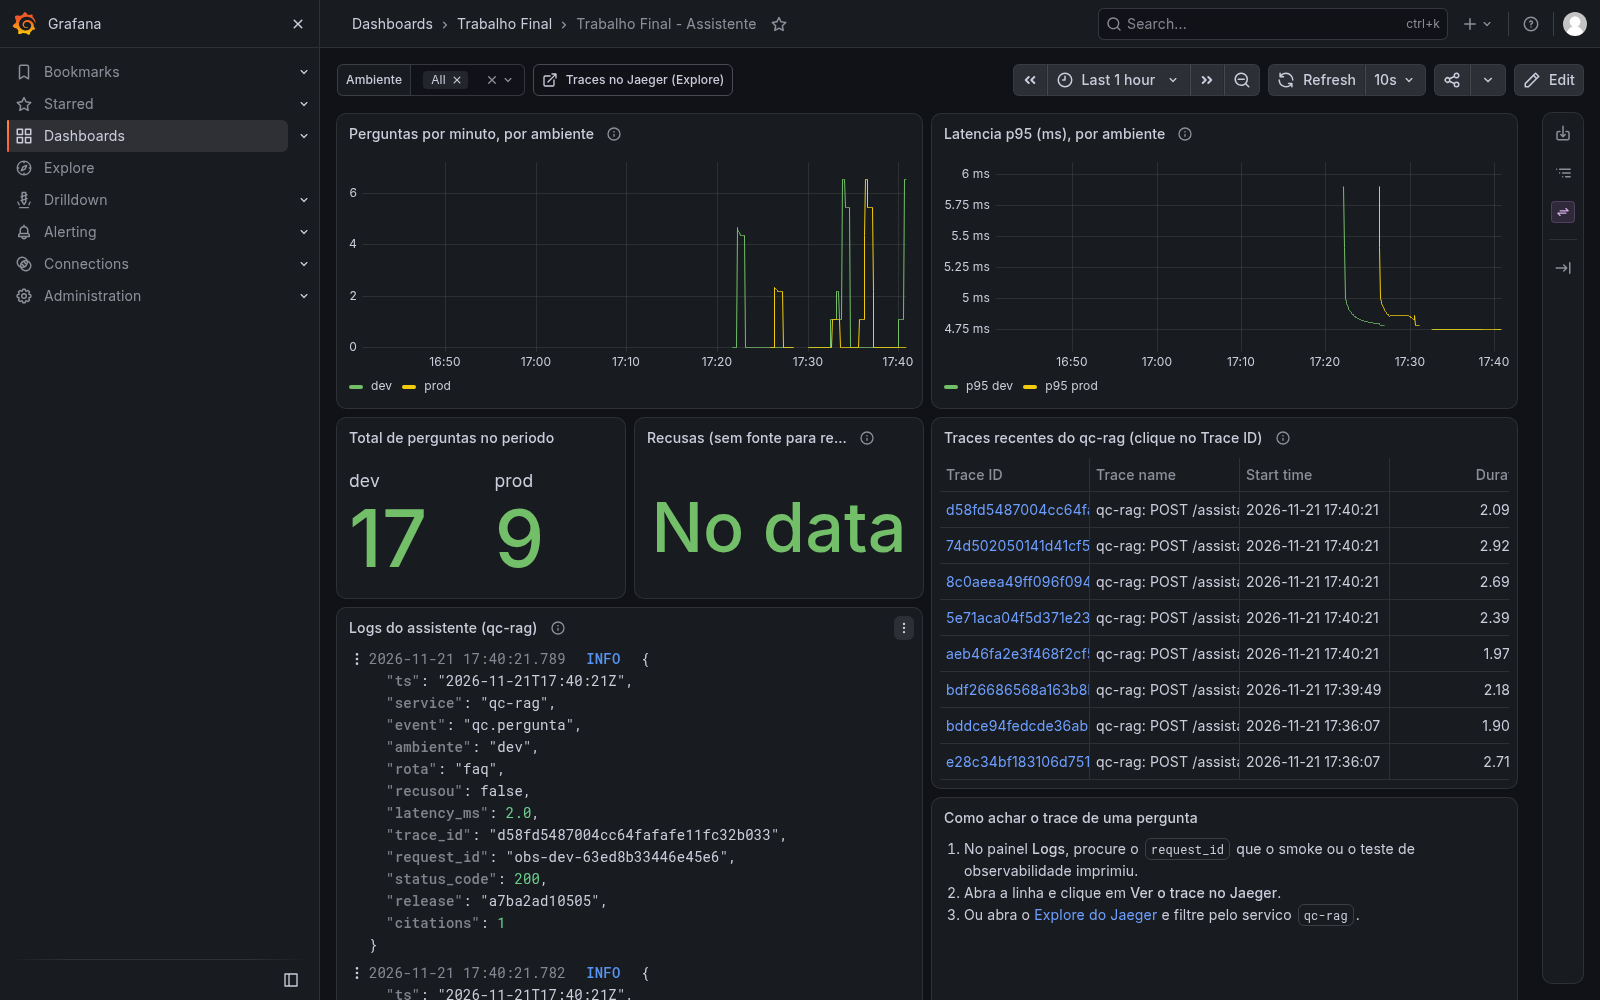 Grafana
Dashboards › Trabalho Final › Trabalho Final - Assistente
Search...
ctrl+k
Bookmarks
Starred
Dashboards
Explore
Drilldown
Alerting
Connections
Administration
Ambiente
All
Traces no Jaeger (Explore)
Last 1 hour
Refresh
10s
Edit
Perguntas por minuto, por ambiente
6
4
2
0
16:50 17:00 17:10 17:20 17:30 17:40
dev prod
Latencia p95 (ms), por ambiente
6 ms
5.75 ms
5.5 ms
5.25 ms
5 ms
4.75 ms
16:50 17:00 17:10 17:20 17:30 17:40
p95 dev p95 prod
Total de perguntas no periodo
dev prod
17 9
Recusas (sem fonte para re...
No data
Traces recentes do qc-rag (clique no Trace ID)
Trace ID Trace name Start time Dura
d58fd5487004cc64f qc-rag: POST /assist 2026-11-21 17:40:21 2.09
74d502050141d41cf5 qc-rag: POST /assist 2026-11-21 17:40:21 2.92
8c0aeea49ff096f094 qc-rag: POST /assist 2026-11-21 17:40:21 2.69
5e71aca04f5d371e23 qc-rag: POST /assist 2026-11-21 17:40:21 2.39
aeb46fa2e3f468f2cf qc-rag: POST /assist 2026-11-21 17:40:21 1.97
bdf26686568a163b8 qc-rag: POST /assist 2026-11-21 17:39:49 2.18
bddce94fedcde36ab qc-rag: POST /assist 2026-11-21 17:36:07 1.90
e28c34bf183106d751 qc-rag: POST /assist 2026-11-21 17:36:07 2.71
Logs do assistente (qc-rag)
2026-11-21 17:40:21.789 INFO {
"ts": "2026-11-21T17:40:21Z",
"service": "qc-rag",
"event": "qc.pergunta",
"ambiente": "dev",
"rota": "faq",
"recusou": false,
"latency_ms": 2.0,
"trace_id": "d58fd5487004cc64fafafe11fc32b033",
"request_id": "obs-dev-63ed8b33446e45e6",
"status_code": 200,
"release": "a7ba2ad10505",
"citations": 1
}
2026-11-21 17:40:21.782 INFO {
"ts": "2026-11-21T17:40:21Z",
Como achar o trace de uma pergunta
1. No painel Logs, procure o request_id que o smoke ou o teste de
observabilidade imprimiu.
2. Abra a linha e clique em Ver o trace no Jaeger.
3. Ou abra o Explore do Jaeger e filtre pelo servico qc-rag.